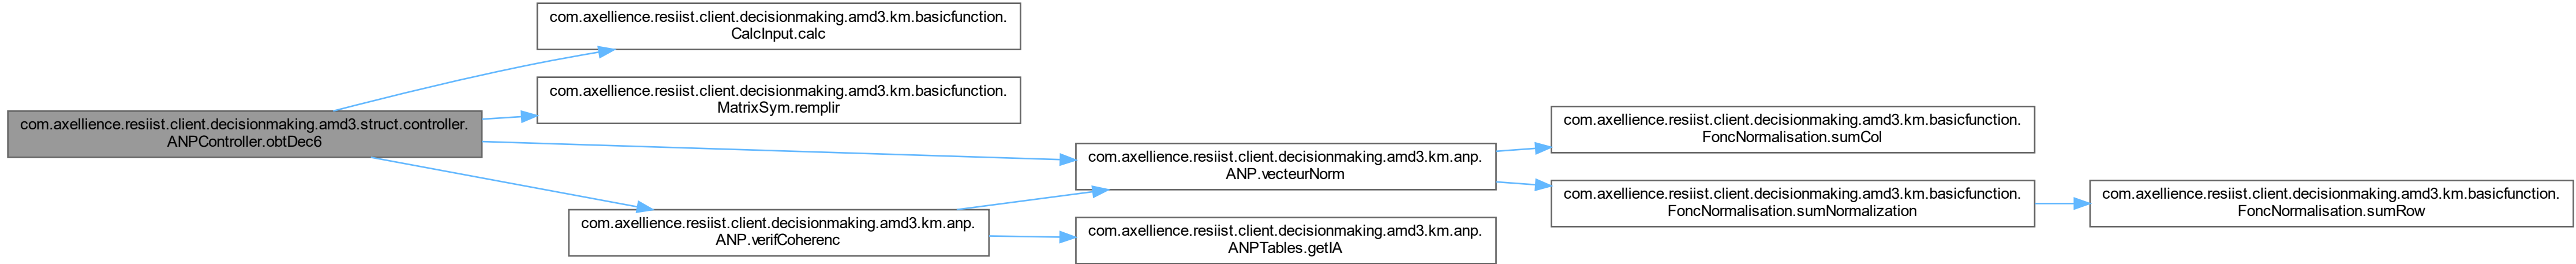 com.axellience.resiist.client.decisionmaking.amd3.struct.controller.
ANPController.obtDec6
com.axellience.resiist.client.decisionmaking.amd3.km.basicfunction.
CalcInput.calc
com.axellience.resiist.client.decisionmaking.amd3.km.basicfunction.
MatrixSym.remplir
com.axellience.resiist.client.decisionmaking.amd3.km.anp.
ANP.verifCoherenc
com.axellience.resiist.client.decisionmaking.amd3.km.anp.
ANP.vecteurNorm
com.axellience.resiist.client.decisionmaking.amd3.km.anp.
ANPTables.getIA
com.axellience.resiist.client.decisionmaking.amd3.km.basicfunction.
FoncNormalisation.sumCol
com.axellience.resiist.client.decisionmaking.amd3.km.basicfunction.
FoncNormalisation.sumNormalization
com.axellience.resiist.client.decisionmaking.amd3.km.basicfunction.
FoncNormalisation.sumRow